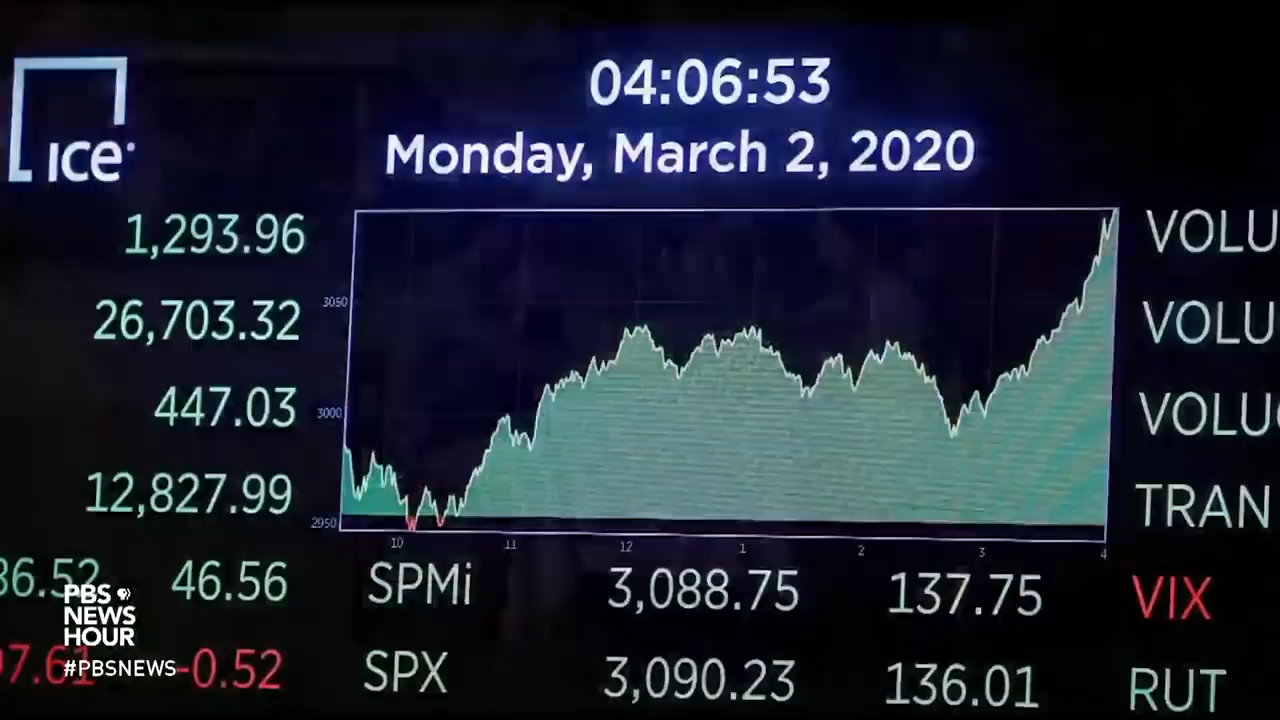 04:06:53
ICE
Monday, March 2, 2020
1,293.96
26,703.32
447.03
12,827.99
3050
3000
2950
10 11 12 1 2 3 4
VOLU
VOLU
VOLU
TRAN
46.56 SPMi 3,088.75 137.75 VIX
-0.52 SPX 3,090.23 136.01 RUT
PBS
NEWS
HOUR
#PBSNEWS